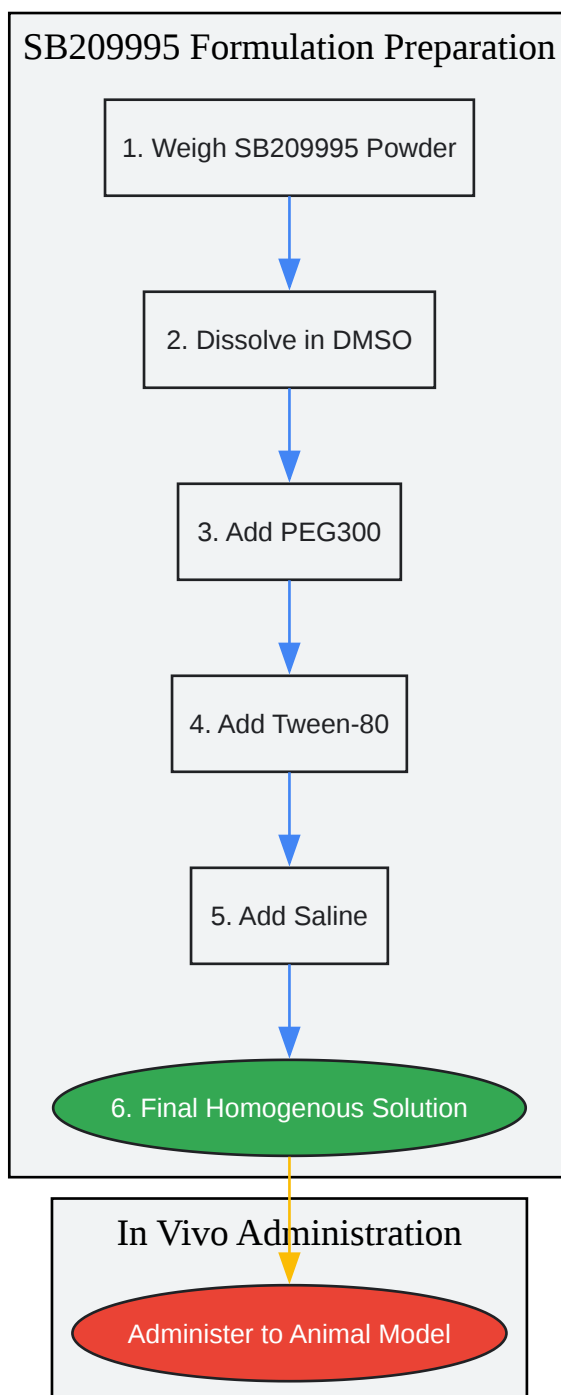 SB209995 Formulation Preparation
1. Weigh SB209995 Powder
2. Dissolve in DMSO
3. Add PEG300
4. Add Tween-80
5. Add Saline
6. Final Homogenous Solution
In Vivo Administration
Administer to Animal Model